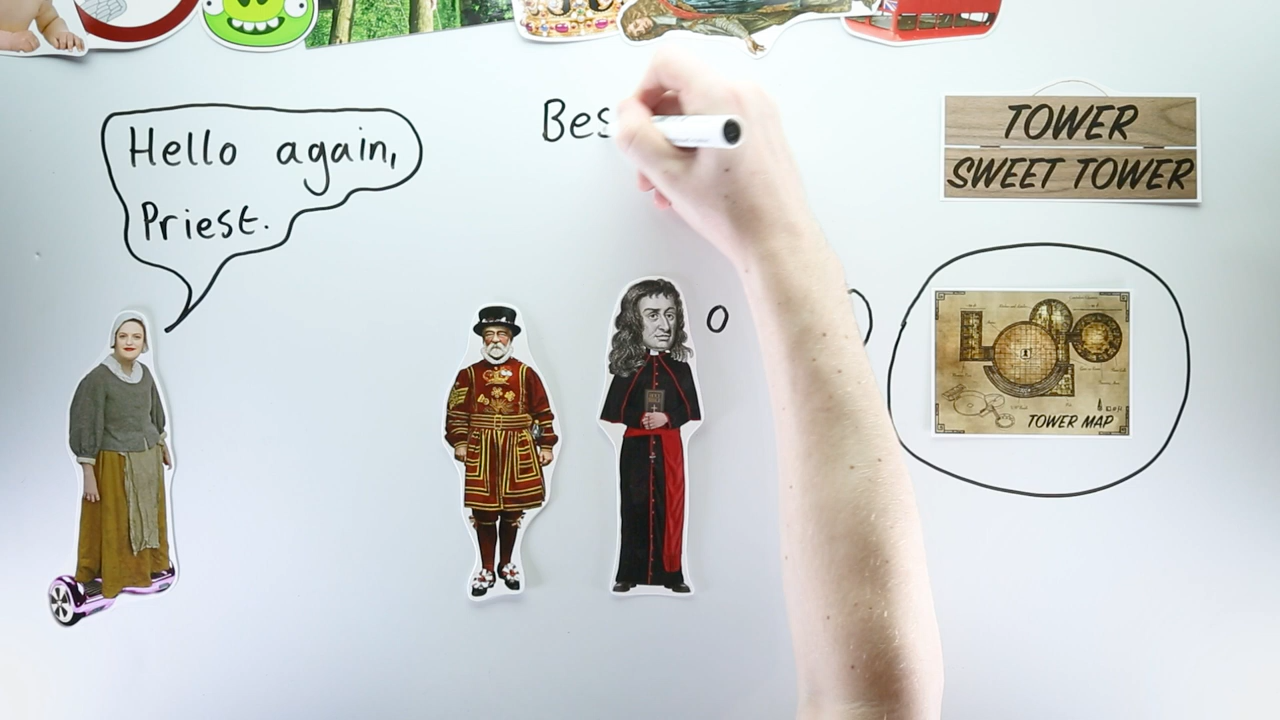 Hello again,
Priest.
Bes
TOWER
SWEET TOWER
TOWER MAP